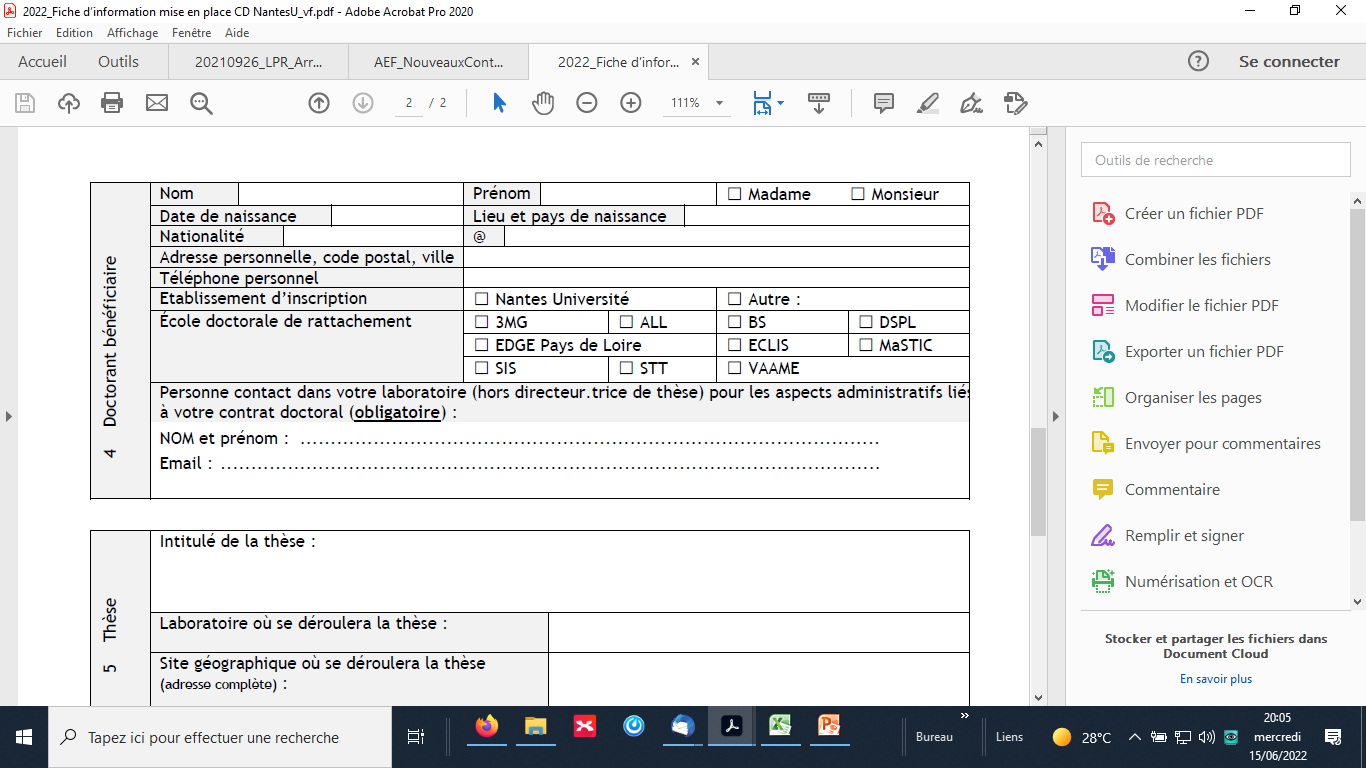 2022_Fiche d'information mise en place CD NantesU_vf.pdf - Adobe Acrobat Pro 2020
Fichier Edition Affichage Fenêtre Aide
Accueil Outils 20210926_LPR_Arr... AEF_NouveauxCont... 2022_Fiche d'infor... × Se connecter
2 / 2 111%
Nom Prénom ☐ Madame ☐ Monsieur
Date de naissance Lieu et pays de naissance
Nationalité @
Adresse personnelle, code postal, ville
Téléphone personnel
Etablissement d'inscription ☐ Nantes Université ☐ Autre :
École doctorale de rattachement ☐ 3MG ☐ ALL ☐ BS ☐ DSPL
☐ EDGE Pays de Loire ☐ ECLIS ☐ MaSTIC
☐ SIS ☐ STT ☐ VAAME
Personne contact dans votre laboratoire (hors directeur.trice de thèse) pour les aspects administratifs liés
à votre contrat doctoral (obligatoire) :
NOM et prénom : ................................................................................................
Email : .............................................................................................................
4 Doctorant bénéficiaire
Intitulé de la thèse :
Laboratoire où se déroulera la thèse :
Site géographique où se déroulera la thèse
(adresse complète) :
5 Thèse
Outils de recherche
Créer un fichier PDF
Combiner les fichiers
Modifier le fichier PDF
Exporter un fichier PDF
Organiser les pages
Envoyer pour commentaires
Commentaire
Remplir et signer
Numérisation et OCR
Stocker et partager les fichiers dans
Document Cloud
En savoir plus
Tapez ici pour effectuer une recherche
Bureau » Liens 28°C
20:05
mercredi
15/06/2022